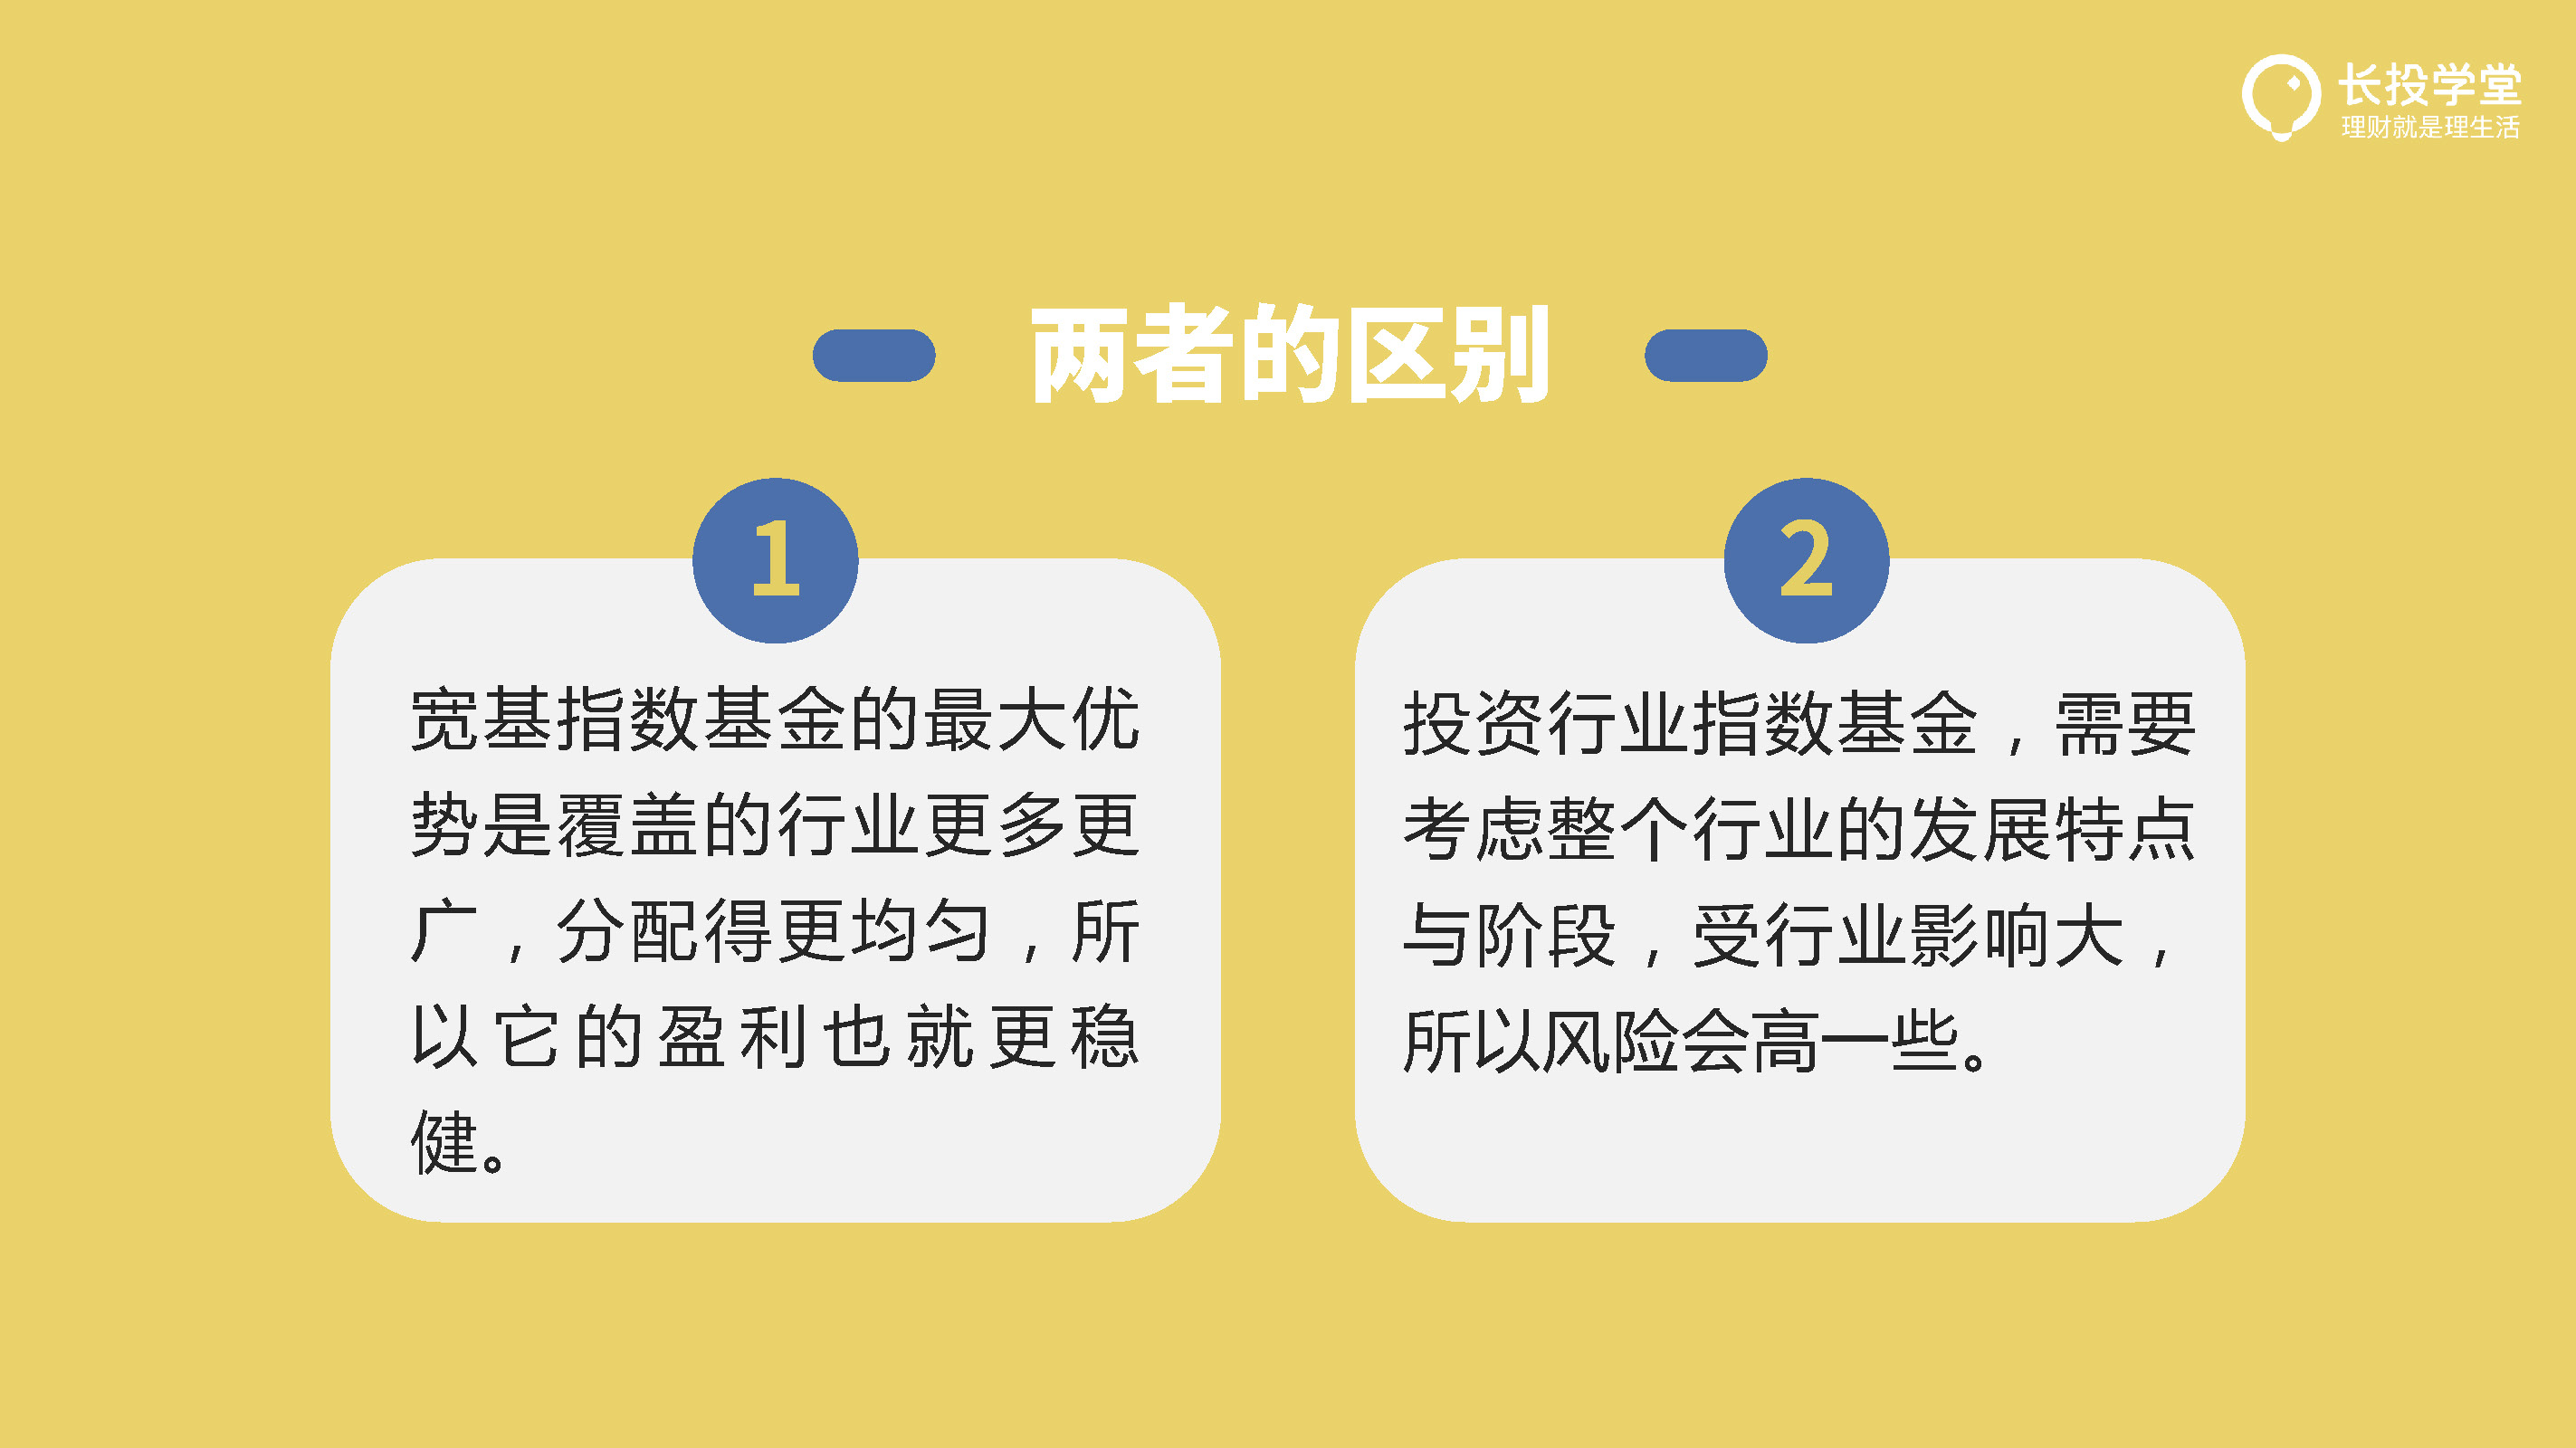 长投学堂
理财就是理生活
两者的区别
1
宽基指数基金的最大优
势是覆盖的行业更多更
广，分配得更均匀，所
以它的盈利也就更稳
健。
2
投资行业指数基金，需要
考虑整个行业的发展特点
与阶段，受行业影响大，
所以风险会高一些。